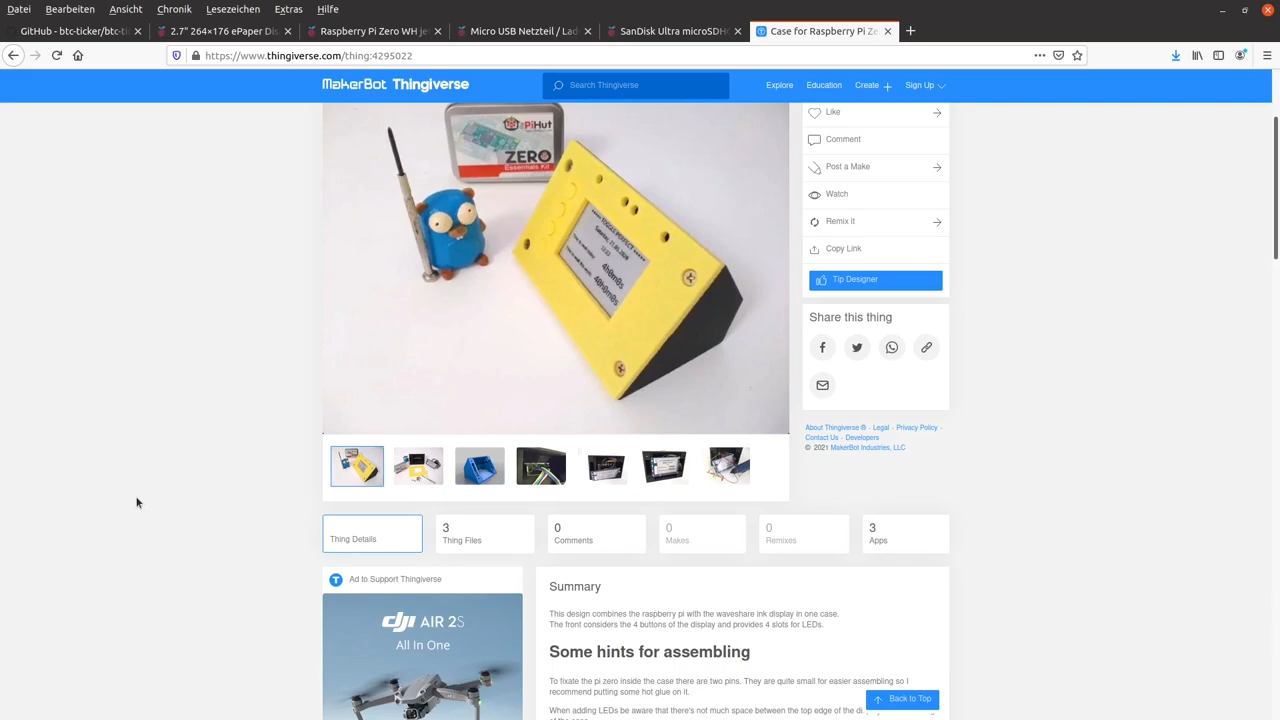 Datei Bearbeiten Ansicht Chronik Lesezeichen Extras Hilfe
GitHub - btc-ticker/btc-ti
2.7" 264×176 ePaper Dis
Raspberry Pi Zero WH je
Micro USB Netzteil / Lad
SanDisk Ultra microSDHC
Case for Raspberry Pi Ze
https://www.thingiverse.com/thing:4295022
MakerBot Thingiverse
Search Thingiverse
Explore Education Create Sign Up
PiHut
ZERO
Essentials Kit
Like
Comment
Post a Make
Watch
Remix it
Copy Link
Tip Designer
Share this thing
About Thingiverse ® - Legal - Privacy Policy -
Contact Us - Developers
© 2021 MakerBot Industries, LLC
Thing Details
3
Thing Files
0
Comments
0
Makes
0
Remixes
3
Apps
Ad to Support Thingiverse
dji AIR 2S
All In One
Summary
This design combines the raspberry pi with the waveshare ink display in one case.
The front considers the 4 buttons of the display and provides 4 slots for LEDs.
Some hints for assembling
To fixate the pi zero inside the case there are two pins. They are quite small for easier assembling so I
recommend putting some hot glue on it.
When adding LEDs be aware that there's not much space between the top edge of the di
Back to Top